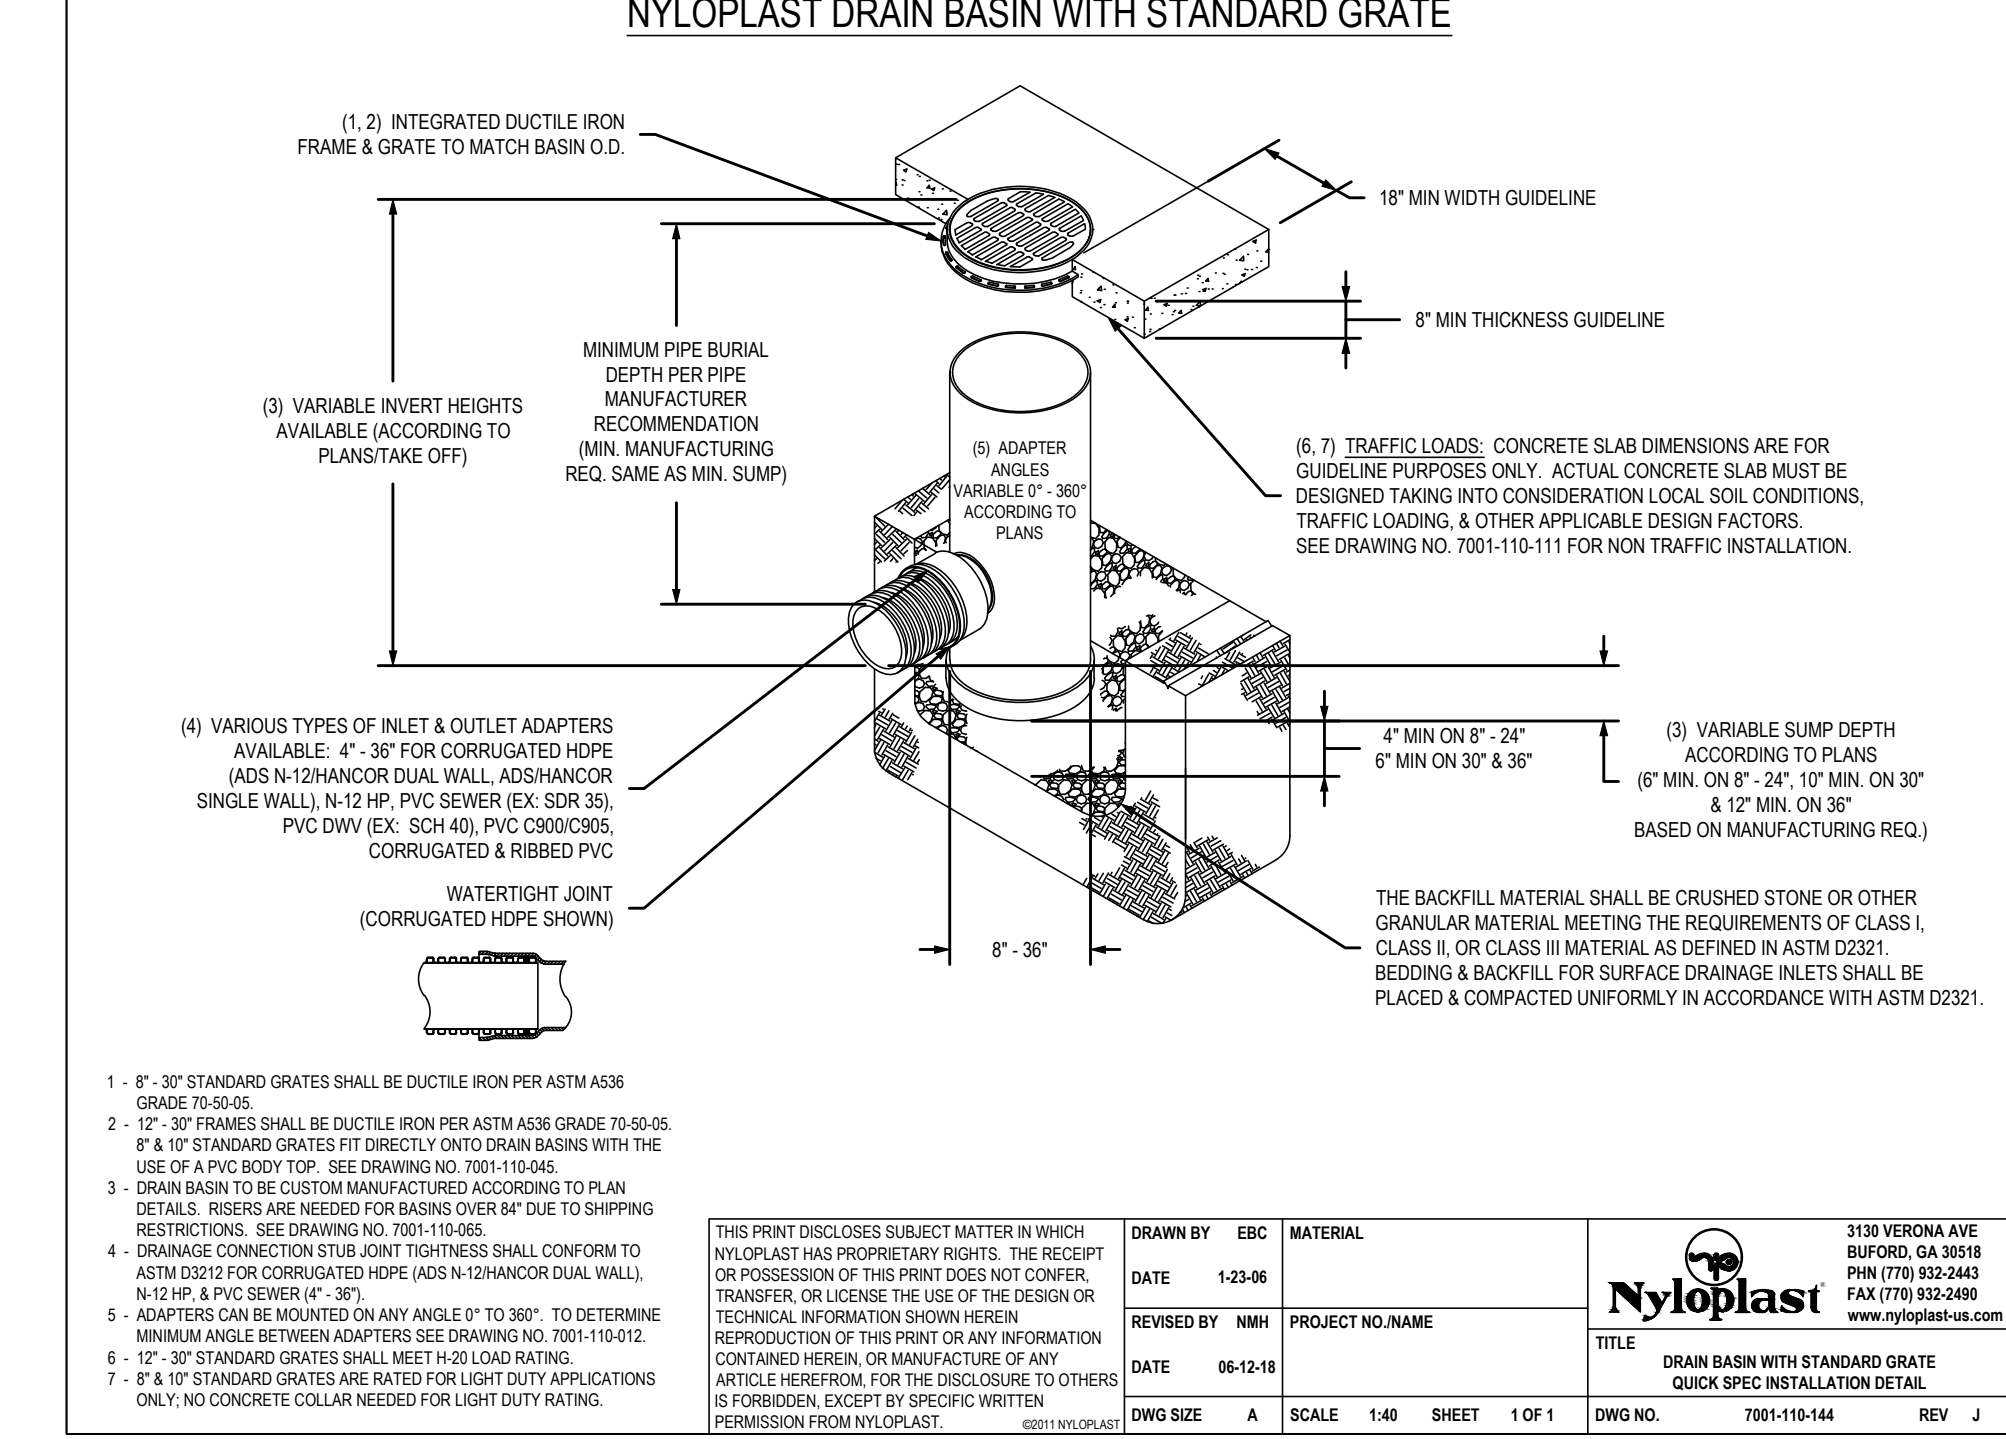 NYLOPLAST DRAIN BASIN WITH STANDARD GRATE
(1, 2) INTEGRATED DUCTILE IRON
FRAME & GRATE TO MATCH BASIN O.D.
18" MIN WIDTH GUIDELINE
8" MIN THICKNESS GUIDELINE
MINIMUM PIPE BURIAL
DEPTH PER PIPE
MANUFACTURER
RECOMMENDATION
(MIN. MANUFACTURING
REQ. SAME AS MIN. SUMP)
(3) VARIABLE INVERT HEIGHTS
AVAILABLE (ACCORDING TO
PLANS/TAKE OFF)
(5) ADAPTER
ANGLES
VARIABLE 0° - 360°
ACCORDING TO
PLANS
(6, 7) TRAFFIC LOADS: CONCRETE SLAB DIMENSIONS ARE FOR
GUIDELINE PURPOSES ONLY. ACTUAL CONCRETE SLAB MUST BE
DESIGNED TAKING INTO CONSIDERATION LOCAL SOIL CONDITIONS,
TRAFFIC LOADING, & OTHER APPLICABLE DESIGN FACTORS.
SEE DRAWING NO. 7001-110-111 FOR NON TRAFFIC INSTALLATION.
(4) VARIOUS TYPES OF INLET & OUTLET ADAPTERS
AVAILABLE: 4" - 36" FOR CORRUGATED HDPE
(ADS N-12/HANCOR DUAL WALL, ADS/HANCOR
SINGLE WALL), N-12 HP, PVC SEWER (EX: SDR 35),
PVC DWV (EX: SCH 40), PVC C900/C905,
CORRUGATED & RIBBED PVC
4" MIN ON 8" - 24"
6" MIN ON 30" & 36"
(3) VARIABLE SUMP DEPTH
ACCORDING TO PLANS
(6" MIN. ON 8" - 24", 10" MIN. ON 30"
& 12" MIN. ON 36"
BASED ON MANUFACTURING REQ.)
WATERTIGHT JOINT
(CORRUGATED HDPE SHOWN)
8" - 36"
THE BACKFILL MATERIAL SHALL BE CRUSHED STONE OR OTHER
GRANULAR MATERIAL MEETING THE REQUIREMENTS OF CLASS I,
CLASS II, OR CLASS III MATERIAL AS DEFINED IN ASTM D2321.
BEDDING & BACKFILL FOR SURFACE DRAINAGE INLETS SHALL BE
PLACED & COMPACTED UNIFORMLY IN ACCORDANCE WITH ASTM D2321.
1 - 8" - 30" STANDARD GRATES SHALL BE DUCTILE IRON PER ASTM A536
GRADE 70-50-05.
2 - 12" - 30" FRAMES SHALL BE DUCTILE IRON PER ASTM A536 GRADE 70-50-05.
8" & 10" STANDARD GRATES FIT DIRECTLY ONTO DRAIN BASINS WITH THE
USE OF A PVC BODY TOP. SEE DRAWING NO. 7001-110-045.
3 - DRAIN BASIN TO BE CUSTOM MANUFACTURED ACCORDING TO PLAN
DETAILS. RISERS ARE NEEDED FOR BASINS OVER 84" DUE TO SHIPPING
RESTRICTIONS. SEE DRAWING NO. 7001-110-065.
4 - DRAINAGE CONNECTION STUB JOINT TIGHTNESS SHALL CONFORM TO
ASTM D3212 FOR CORRUGATED HDPE (ADS N-12/HANCOR DUAL WALL),
N-12 HP, & PVC SEWER (4" - 36").
5 - ADAPTERS CAN BE MOUNTED ON ANY ANGLE 0° TO 360°. TO DETERMINE
MINIMUM ANGLE BETWEEN ADAPTERS SEE DRAWING NO. 7001-110-012.
6 - 12" - 30" STANDARD GRATES SHALL MEET H-20 LOAD RATING.
7 - 8" & 10" STANDARD GRATES ARE RATED FOR LIGHT DUTY APPLICATIONS
ONLY; NO CONCRETE COLLAR NEEDED FOR LIGHT DUTY RATING.
THIS PRINT DISCLOSES SUBJECT MATTER IN WHICH
NYLOPLAST HAS PROPRIETARY RIGHTS. THE RECEIPT
OR POSSESSION OF THIS PRINT DOES NOT CONFER,
TRANSFER, OR LICENSE THE USE OF THE DESIGN OR
TECHNICAL INFORMATION SHOWN HEREIN
REPRODUCTION OF THIS PRINT OR ANY INFORMATION
CONTAINED HEREIN, OR MANUFACTURE OF ANY
ARTICLE HEREFROM, FOR THE DISCLOSURE TO OTHERS
IS FORBIDDEN, EXCEPT BY SPECIFIC WRITTEN
PERMISSION FROM NYLOPLAST. ©2011 NYLOPLAST
DRAWN BY EBC
DATE 1-23-06
REVISED BY NMH
DATE 06-12-18
DWG SIZE A
MATERIAL
PROJECT NO./NAME
SCALE 1:40 SHEET 1 OF 1
Nyloplast®
3130 VERONA AVE
BUFORD, GA 30518
PHN (770) 932-2443
FAX (770) 932-2490
www.nyloplast-us.com
TITLE
DRAIN BASIN WITH STANDARD GRATE
QUICK SPEC INSTALLATION DETAIL
DWG NO. 7001-110-144 REV J